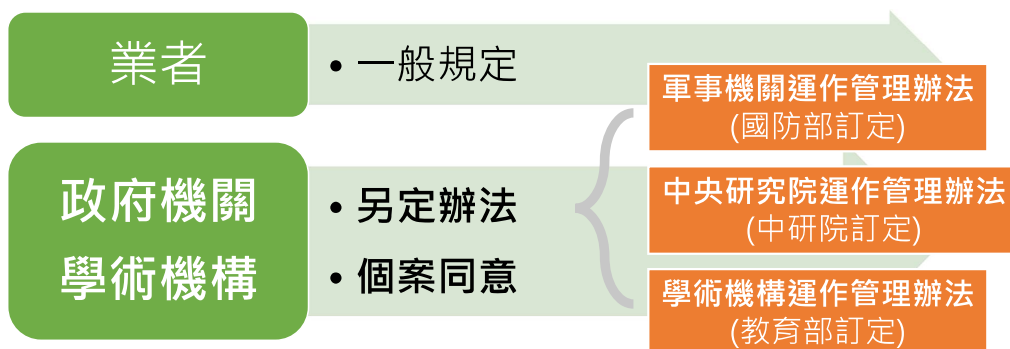 業者
• 一般規定
政府機關
學術機構
• 另定辦法
• 個案同意
軍事機關運作管理辦法
(國防部訂定)
中央研究院運作管理辦法
(中研院訂定)
學術機構運作管理辦法
(教育部訂定)